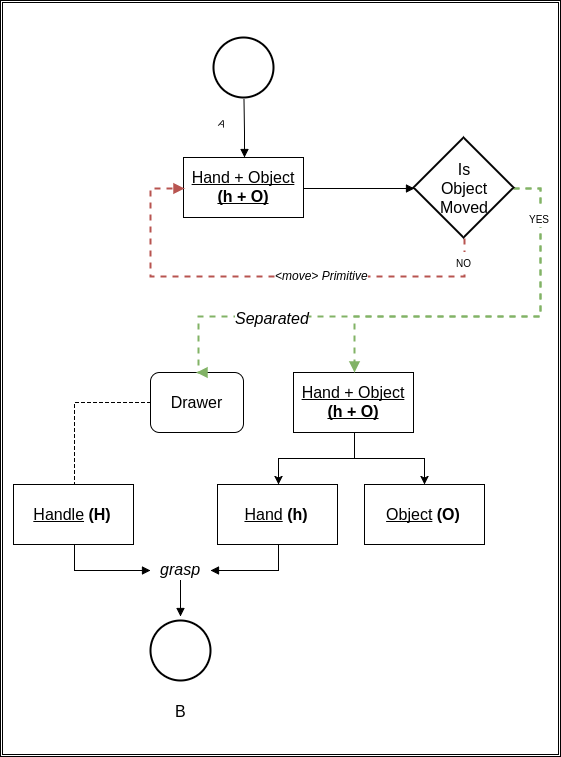 A
Hand + Object
(h + O)
Is
Object
Moved
YES
NO
<move> Primitive
Separated
Drawer
Hand + Object
(h + O)
Handle (H)
Hand (h)
Object (O)
grasp
B